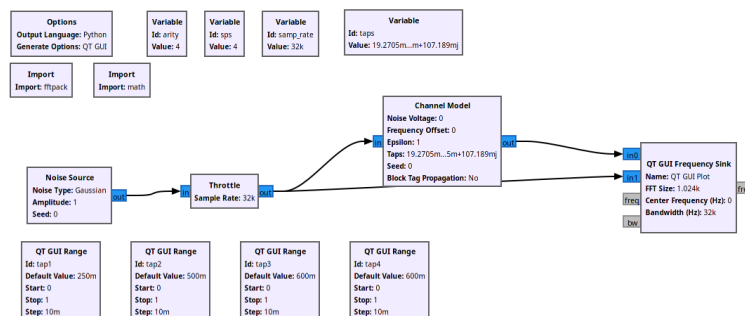 Options
Output Language: Python
Generate Options: QT GUI
Variable
Id: arity
Value: 4
Variable
Id: sps
Value: 4
Variable
Id: samp_rate
Value: 32k
Variable
Id: taps
Value: 19.2705m...m+107.189mj
Import
Import: fftpack
Import
Import: math
Noise Source
Noise Type: Gaussian
Amplitude: 1
Seed: 0
out
in
Throttle
Sample Rate: 32k
out
in
Channel Model
Noise Voltage: 0
Frequency Offset: 0
Epsilon: 1
Taps: 19.2705m...5m+107.189mj
Seed: 0
Block Tag Propagation: No
out
in0
in1
freq
bw
QT GUI Frequency Sink
Name: QT GUI Plot
FFT Size: 1.024k
Center Frequency (Hz): 0
Bandwidth (Hz): 32k
QT GUI Range
Id: tap1
Default Value: 250m
Start: 0
Stop: 1
Step: 10m
QT GUI Range
Id: tap2
Default Value: 500m
Start: 0
Stop: 1
Step: 10m
QT GUI Range
Id: tap3
Default Value: 600m
Start: 0
Stop: 1
Step: 10m
QT GUI Range
Id: tap4
Default Value: 600m
Start: 0
Stop: 1
Step: 10m